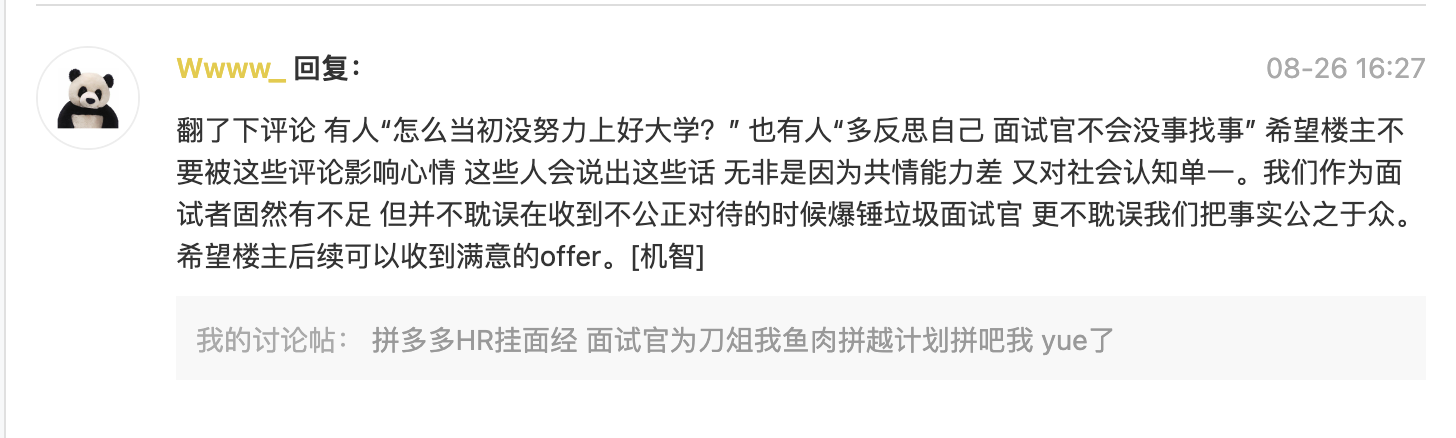 Wwww_ 回复： 08-26 16:27
翻了下评论 有人“怎么当初没努力上好大学？” 也有人“多反思自己 面试官不会没事找事” 希望楼主不
要被这些评论影响心情 这些人会说出这些话 无非是因为共情能力差 又对社会认知单一。我们作为面
试者固然有不足 但并不耽误在收到不公正对待的时候爆锤垃圾面试官 更不耽误我们把事实公之于众。
希望楼主后续可以收到满意的offer。[机智]
我的讨论帖： 拼多多HR挂面经 面试官为刀俎我鱼肉拼越计划拼吧我 yue了